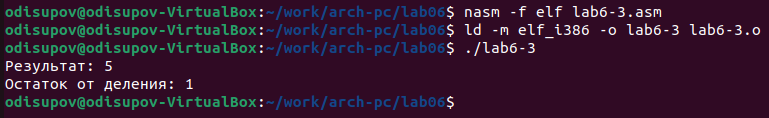 odisupov@odisupov-VirtualBox:~/work/arch-pc/lab06$ nasm -f elf lab6-3.asm
odisupov@odisupov-VirtualBox:~/work/arch-pc/lab06$ ld -m elf_i386 -o lab6-3 lab6-3.o
odisupov@odisupov-VirtualBox:~/work/arch-pc/lab06$ ./lab6-3
Результат: 5
Остаток от деления: 1
odisupov@odisupov-VirtualBox:~/work/arch-pc/lab06$